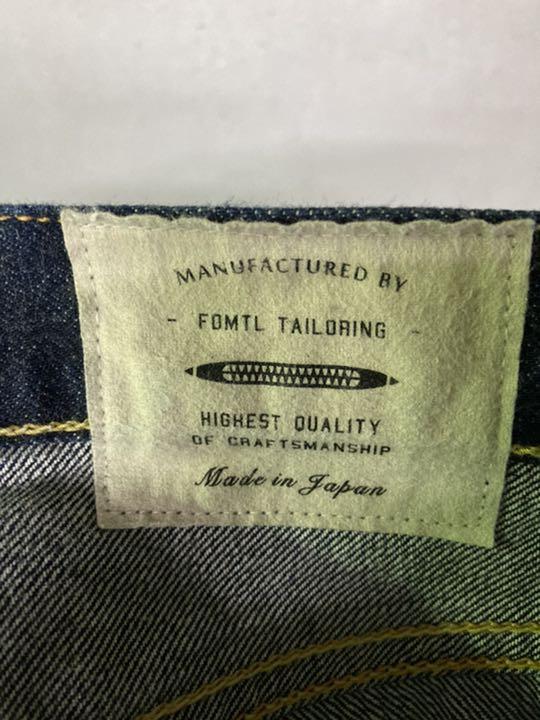 MANUFACTURED BY
- FDMTL TAILORING -
HIGHEST QUALITY
OF CRAFTSMANSHIP
Made in Japan